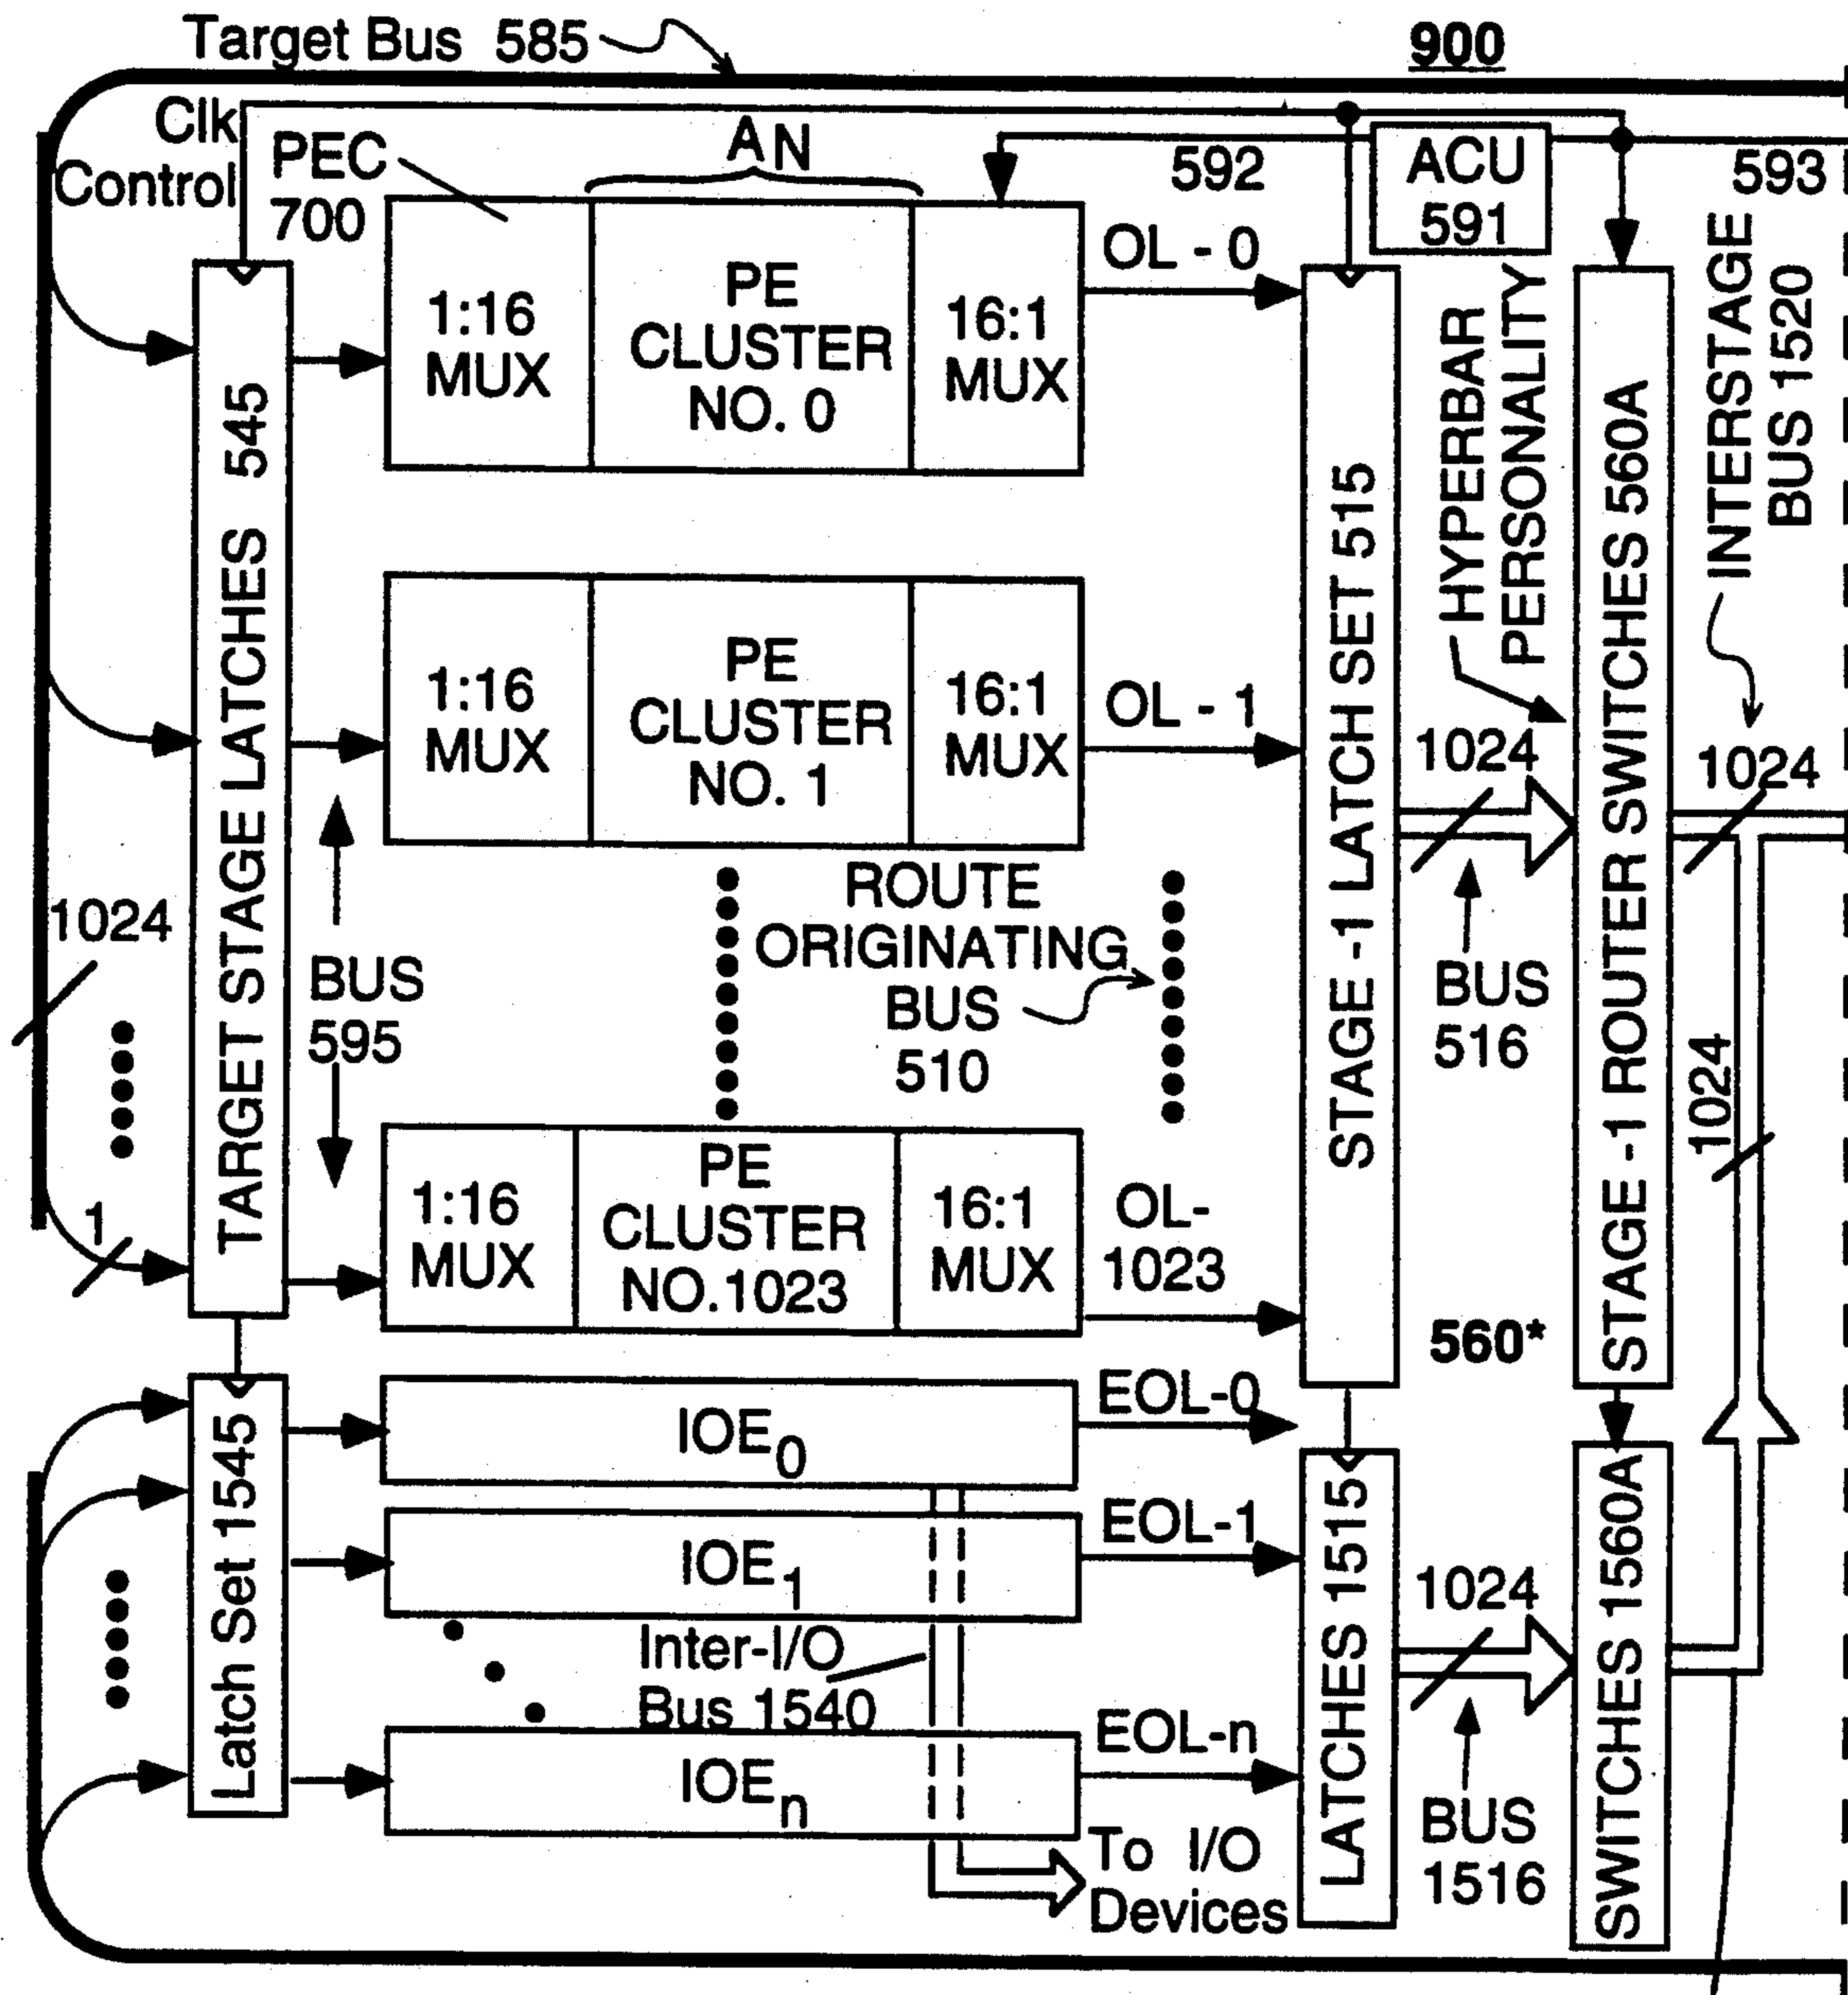 Target Bus 585
900
Clk
Control
PEC
700
AN
592
ACU
591
593
1:16
MUX
PE
CLUSTER
NO. 0
16:1
MUX
OL - 0
TARGET STAGE LATCHES 545
STAGE -1 LATCH SET 515
HYPERBAR
PERSONALITY
STAGE -1 ROUTER SWITCHES 560A
INTERSTAGE
BUS 1520
1:16
MUX
PE
CLUSTER
NO. 1
16:1
MUX
OL - 1
1024
1024
1024
BUS
595
ROUTE
ORIGINATING
BUS
510
BUS
516
1024
1
1:16
MUX
PE
CLUSTER
NO.1023
16:1
MUX
OL-
1023
560*
Latch Set 1545
IOE0
EOL-0
IOE1
EOL-1
LATCHES 1515
1024
SWITCHES 1560A
Inter-I/O
Bus 1540
IOEn
EOL-n
BUS
1516
To I/O
Devices